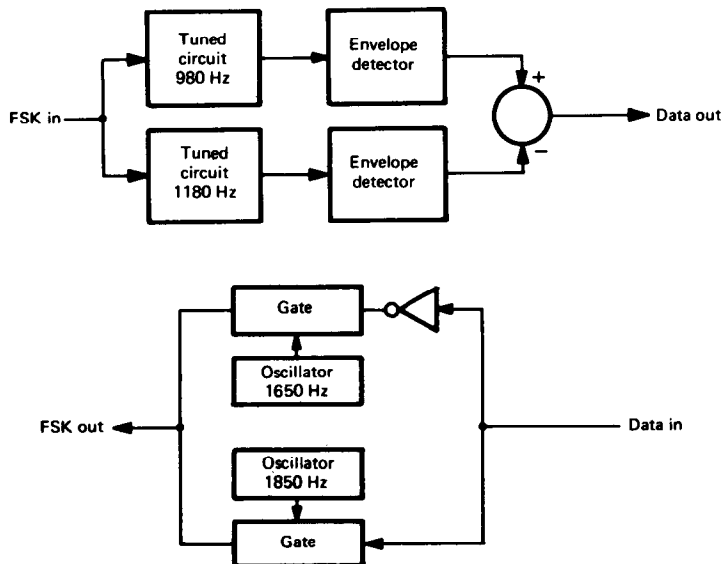 Tuned
circuit
980 Hz
Envelope
detector
+
FSK in
Data out
Tuned
circuit
1180 Hz
Envelope
detector
−
Gate
Oscillator
1650 Hz
FSK out
Data in
Oscillator
1850 Hz
Gate